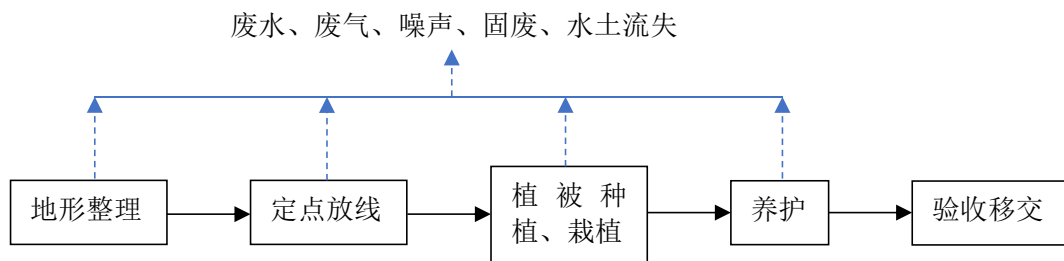 废水、废气、噪声、固废、水土流失
地形整理
定点放线
植被种
植、栽植
养护
验收移交